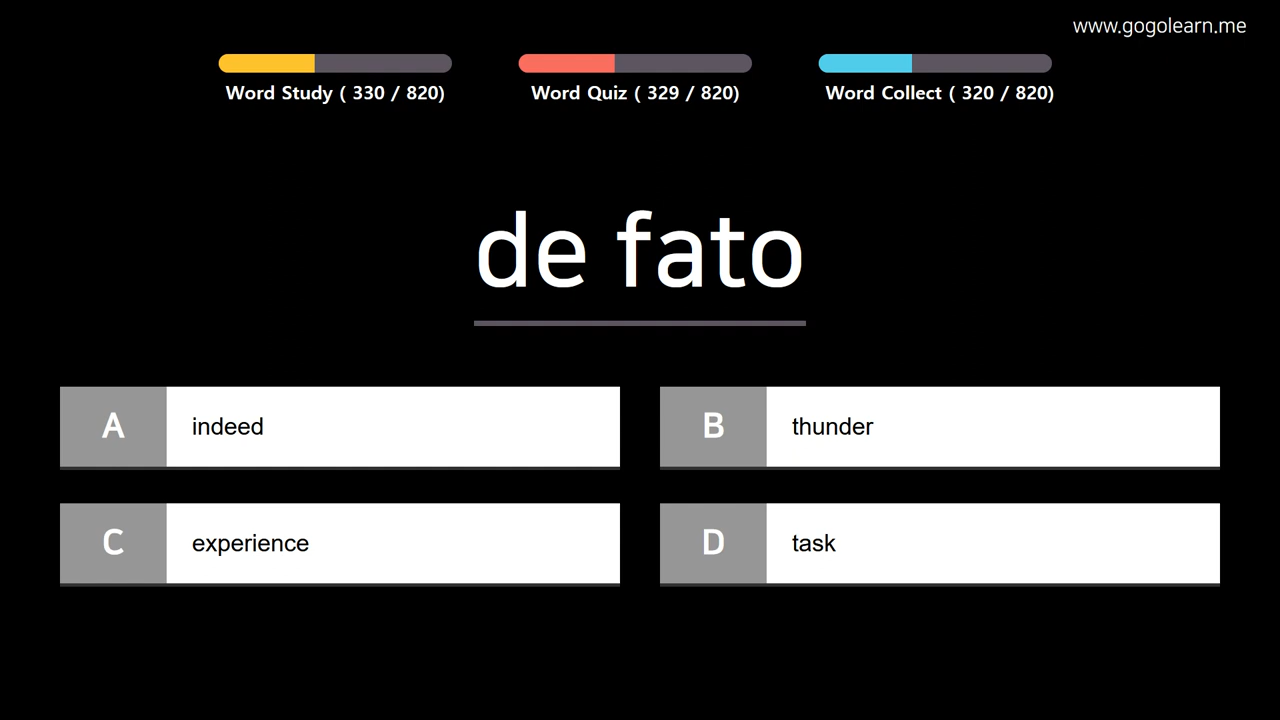 www.gogolearn.me
Word Study ( 330 / 820)
Word Quiz ( 329 / 820)
Word Collect ( 320 / 820)
de fato
A indeed
B thunder
C experience
D task